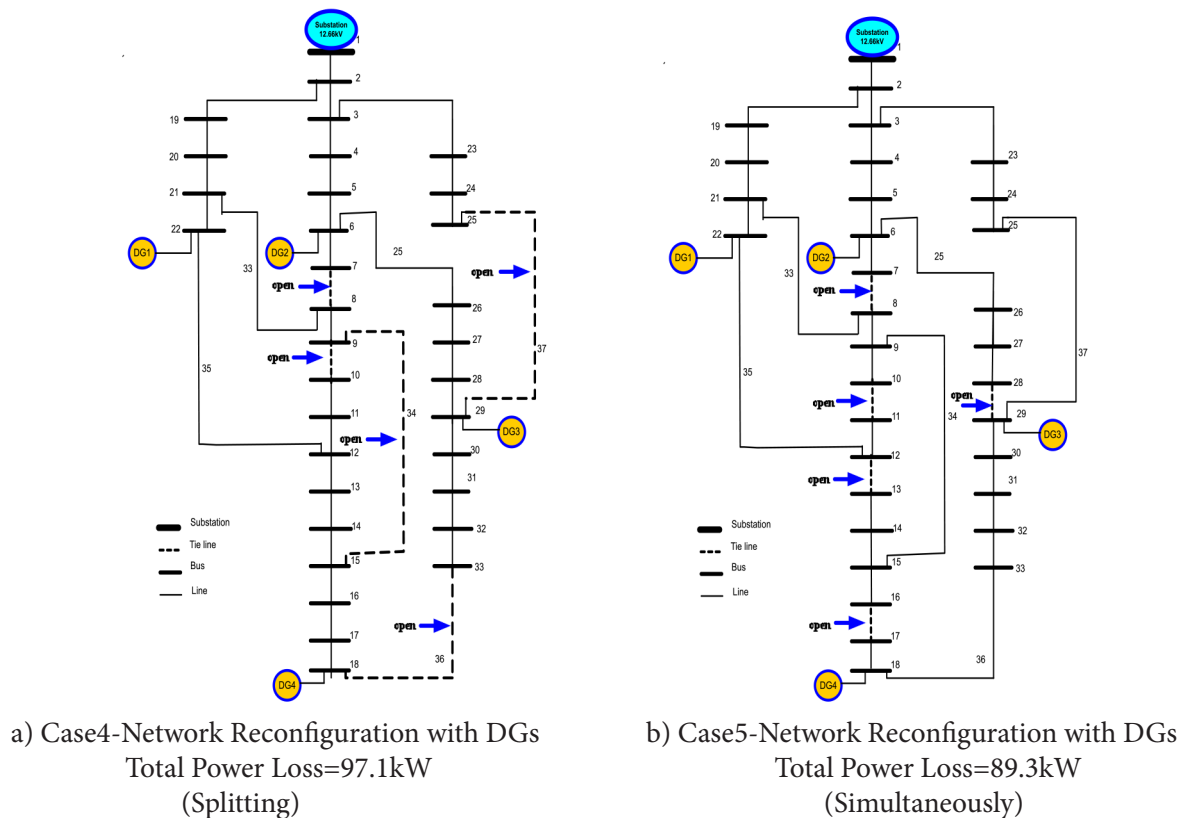 Substation
12.66kV
1
2
3
19
20
4
23
21
5
24
22
6
25
DG1
DG2
25
33
7
open
open
8
26
9
open
27
37
35
10
28
34
11
29
open
DG3
12
30
13
31
Substation
14
32
Tie line
Bus
15
33
Line
16
open
17
36
18
DG4
a) Case4-Network Reconfiguration with DGs
Total Power Loss=97.1kW
(Splitting)
Substation
12.66kV
1
2
3
19
20
4
23
21
5
24
22
6
25
DG1
DG2
25
33
7
open
8
26
9
27
37
35
10
28
open
open
34
11
29
DG3
12
30
open
13
31
Substation
14
32
Tie line
Bus
15
33
Line
16
open
17
36
18
DG4
b) Case5-Network Reconfiguration with DGs
Total Power Loss=89.3kW
(Simultaneously)